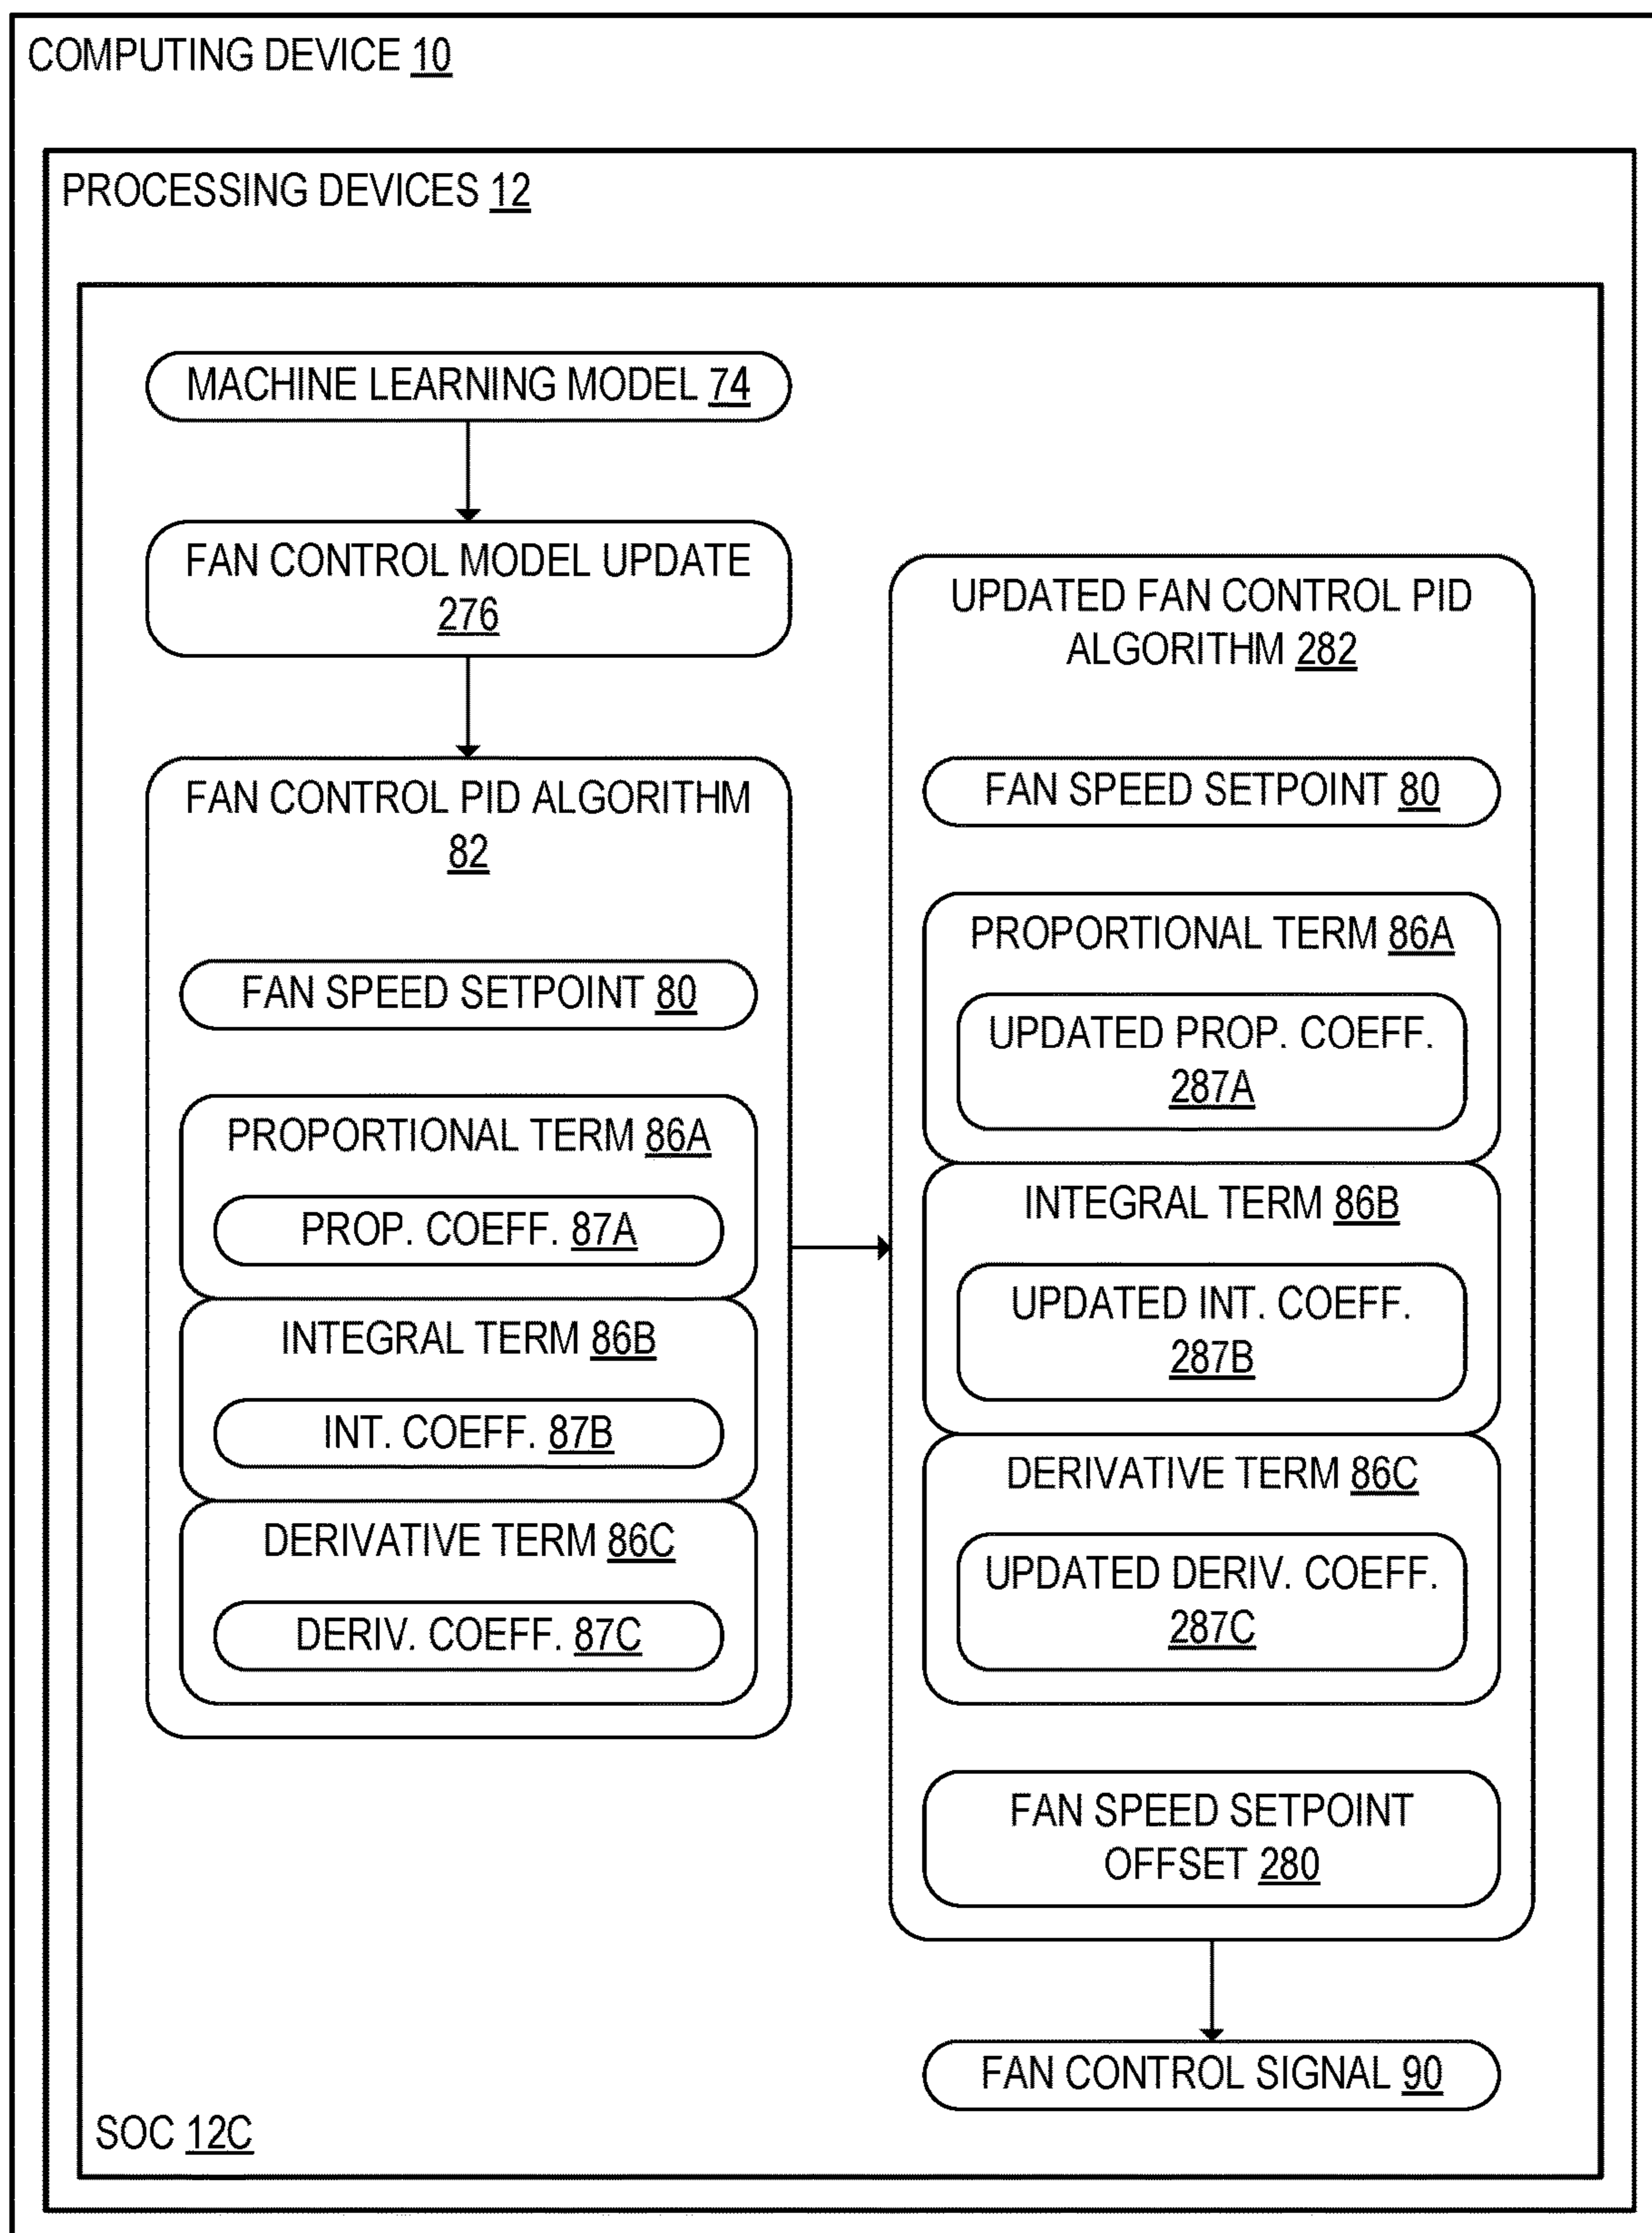 COMPUTING DEVICE 10
PROCESSING DEVICES 12
MACHINE LEARNING MODEL 74
FAN CONTROL MODEL UPDATE
276
FAN CONTROL PID ALGORITHM
82
FAN SPEED SETPOINT 80
PROPORTIONAL TERM 86A
PROP. COEFF. 87A
INTEGRAL TERM 86B
INT. COEFF. 87B
DERIVATIVE TERM 86C
DERIV. COEFF. 87C
UPDATED FAN CONTROL PID
ALGORITHM 282
FAN SPEED SETPOINT 80
PROPORTIONAL TERM 86A
UPDATED PROP. COEFF.
287A
INTEGRAL TERM 86B
UPDATED INT. COEFF.
287B
DERIVATIVE TERM 86C
UPDATED DERIV. COEFF.
287C
FAN SPEED SETPOINT
OFFSET 280
FAN CONTROL SIGNAL 90
SOC 12C